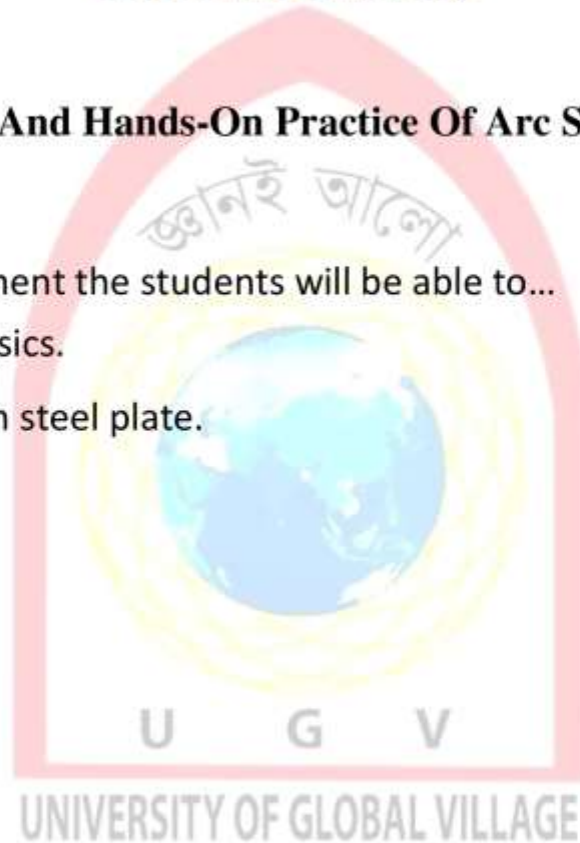 And Hands-On Practice Of Arc S
জ্ঞানই আলো
ment the students will be able to...
sics.
n steel plate.
U G V
UNIVERSITY OF GLOBAL VILLAGE